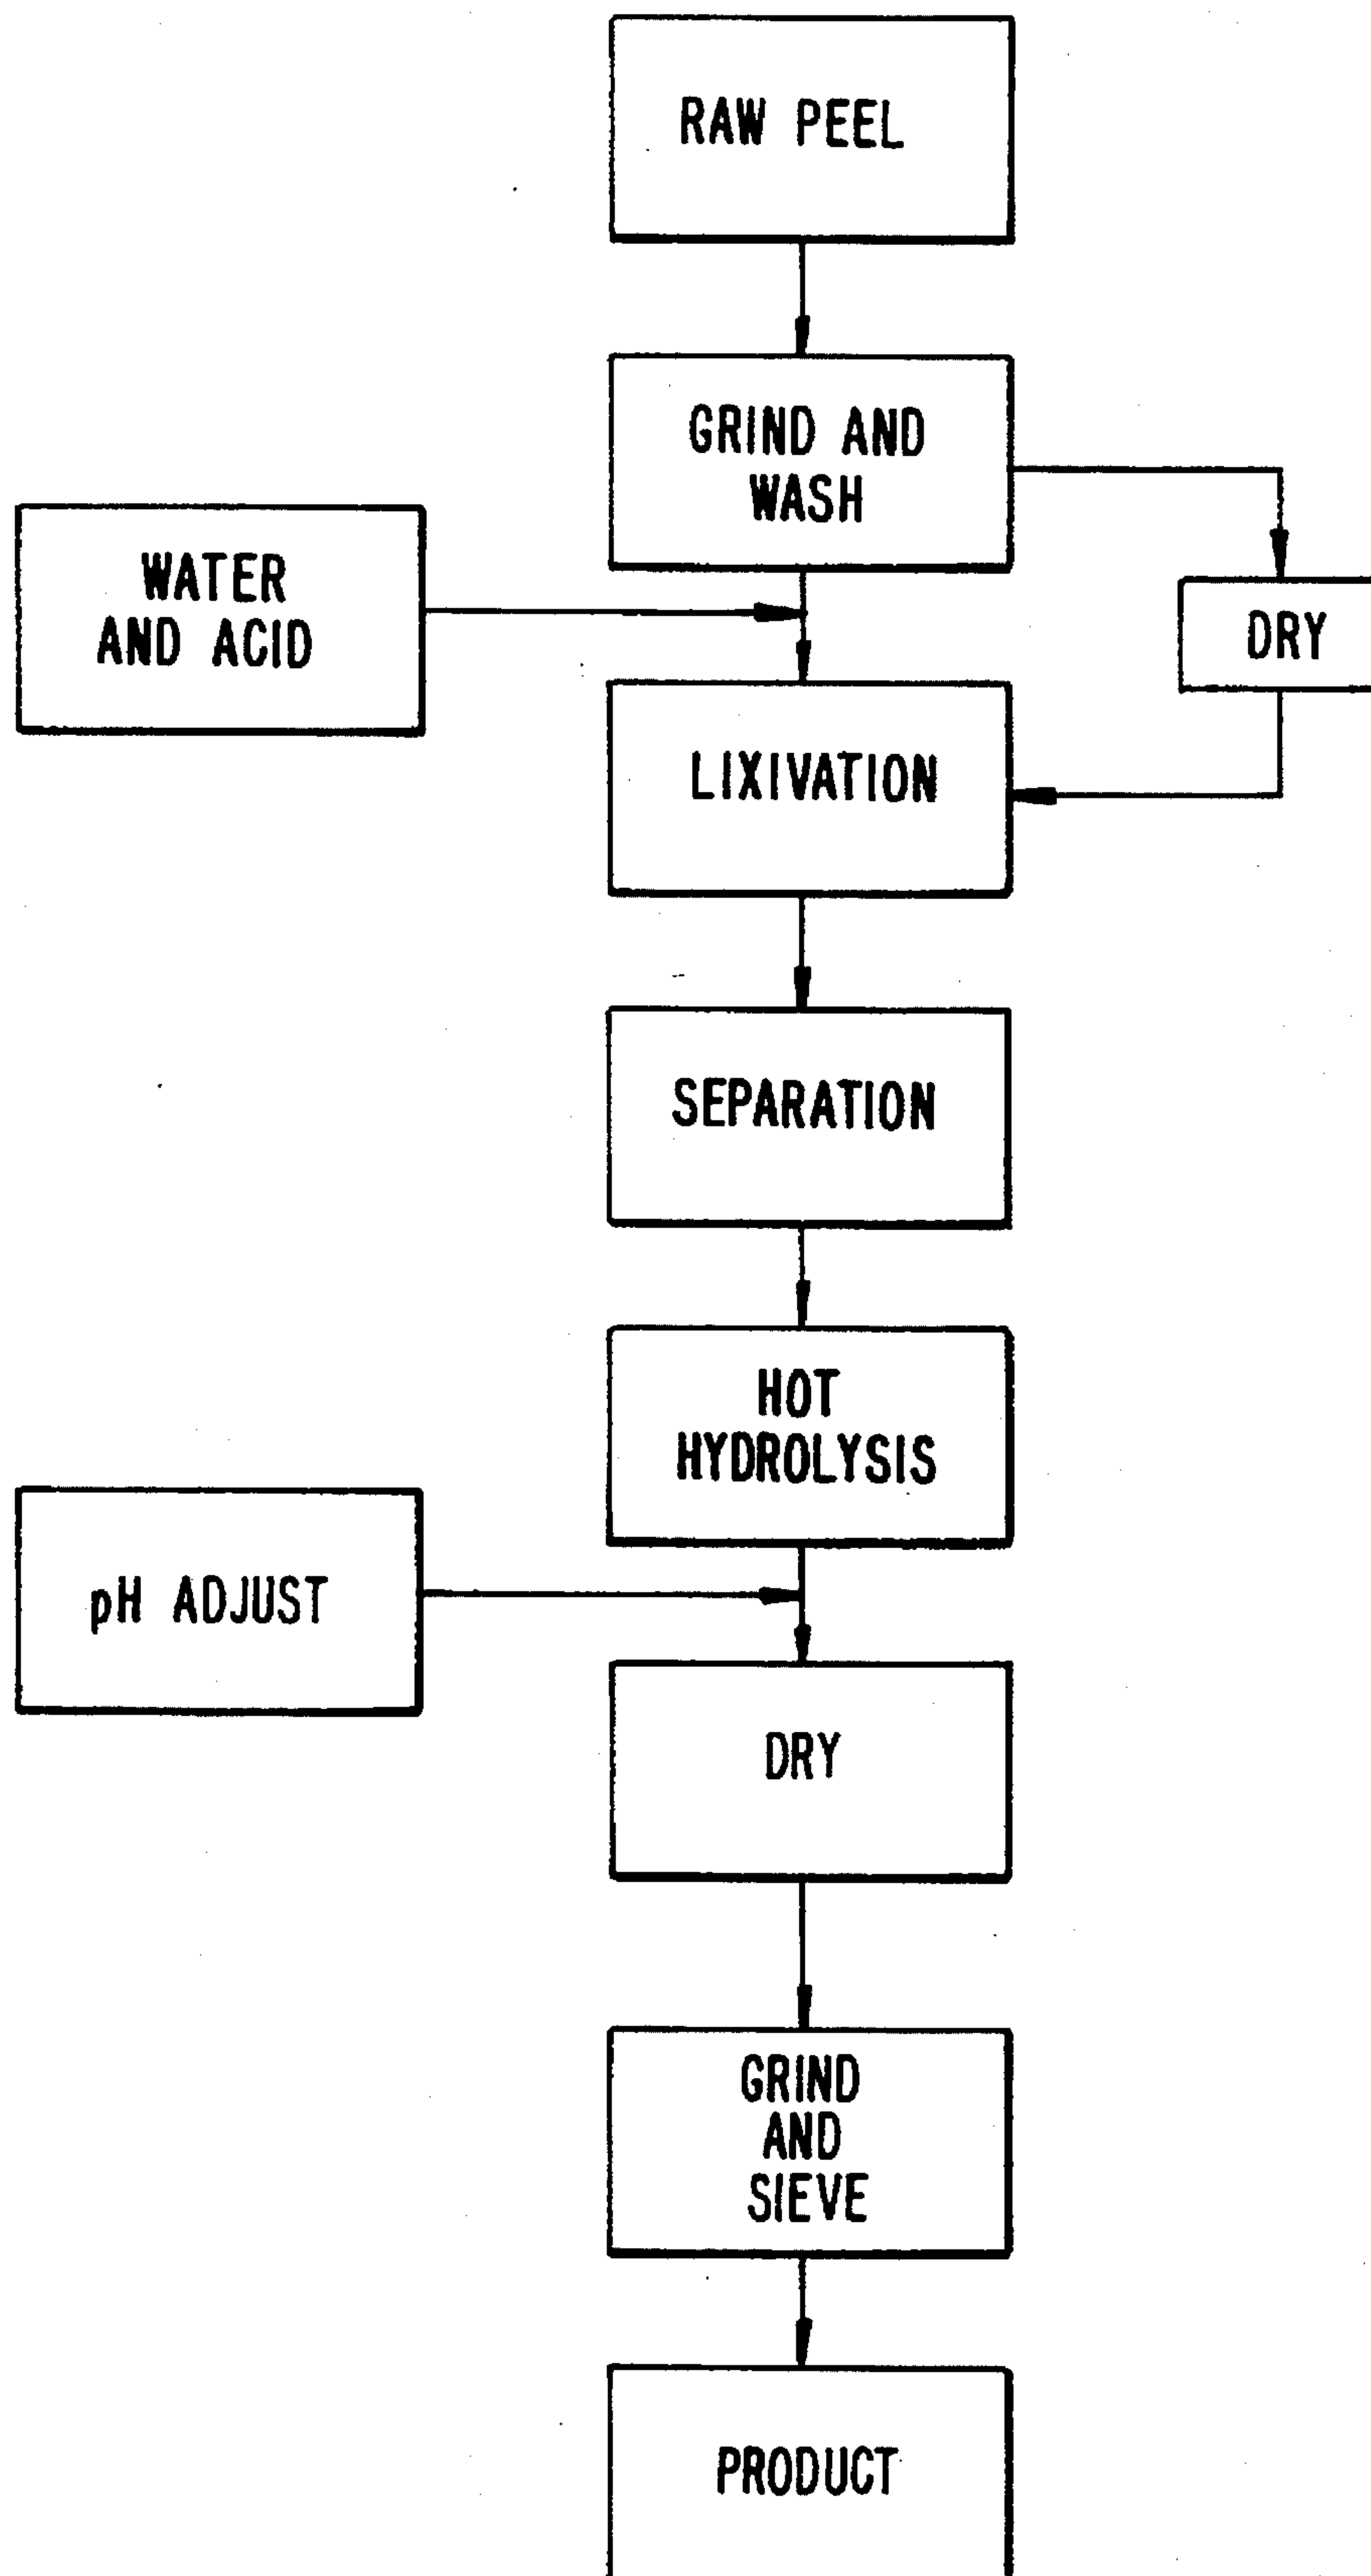 RAW PEEL
GRIND AND
WASH
WATER
AND ACID
DRY
LIXIVATION
SEPARATION
HOT
HYDROLYSIS
pH ADJUST
DRY
GRIND
AND
SIEVE
PRODUCT